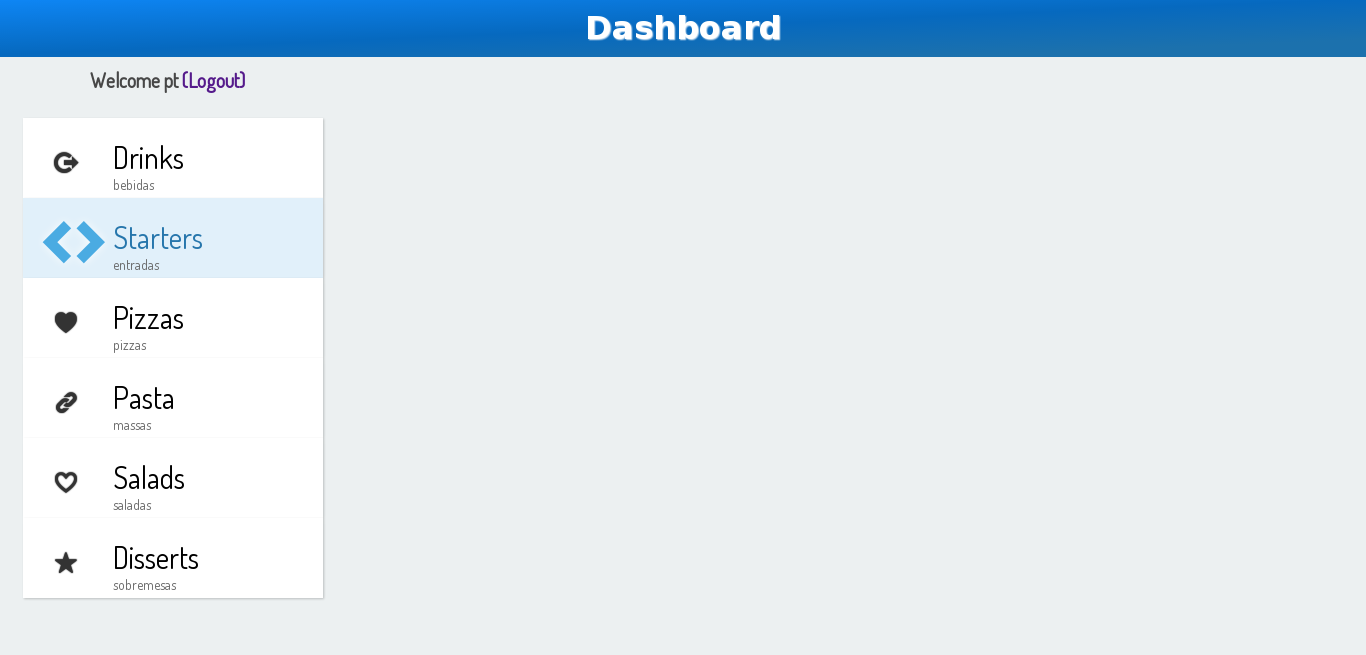 Dashboard
Welcome pt (Logout)
Drinks
bebidas
Starters
entradas
Pizzas
pizzas
Pasta
massas
Salads
saladas
Disserts
sobremesas